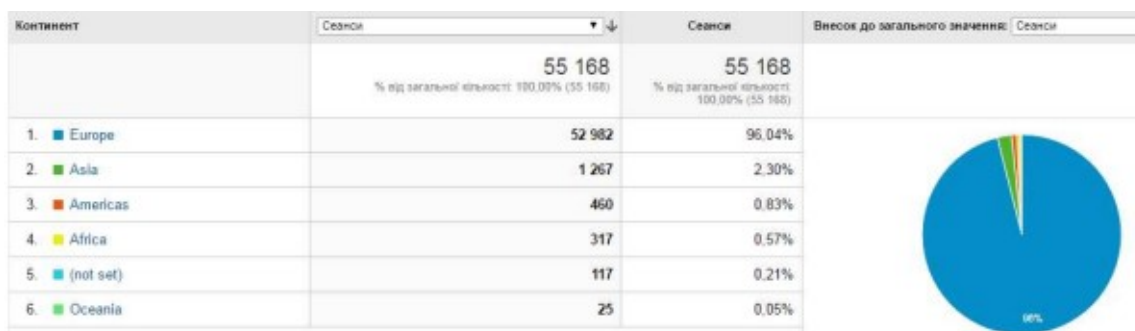 Континент Сеанси Сеанси Внесок до загального значення: Сеанси
55 168 55 168
% від загальної кількості: 100,00% (55 168) % від загальної кількості:
100,00% (55 168)
1. Europe 52 982 96,04%
2. Asia 1 267 2,30%
3. Americas 460 0,83%
4. Africa 317 0,57%
5. (not set) 117 0,21%
6. Oceania 25 0,05%
96%